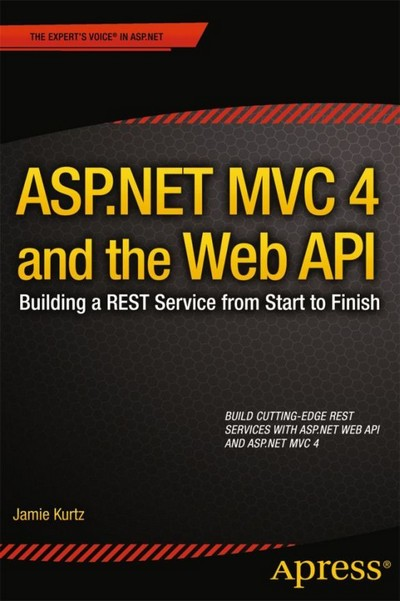 THE EXPERT'S VOICE® IN ASP.NET
ASP.NET MVC 4
and the Web API
Building a REST Service from Start to Finish
BUILD CUTTING-EDGE REST
SERVICES WITH ASP.NET WEB API
AND ASP.NET MVC 4
Jamie Kurtz
Apress®